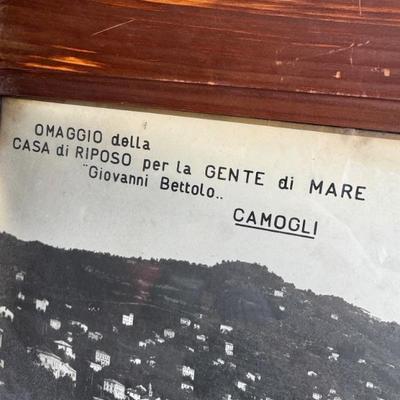 OMAGGIO della
CASA di RIPOSO per la GENTE di MARE
"Giovanni Bettolo..
CAMOGLI